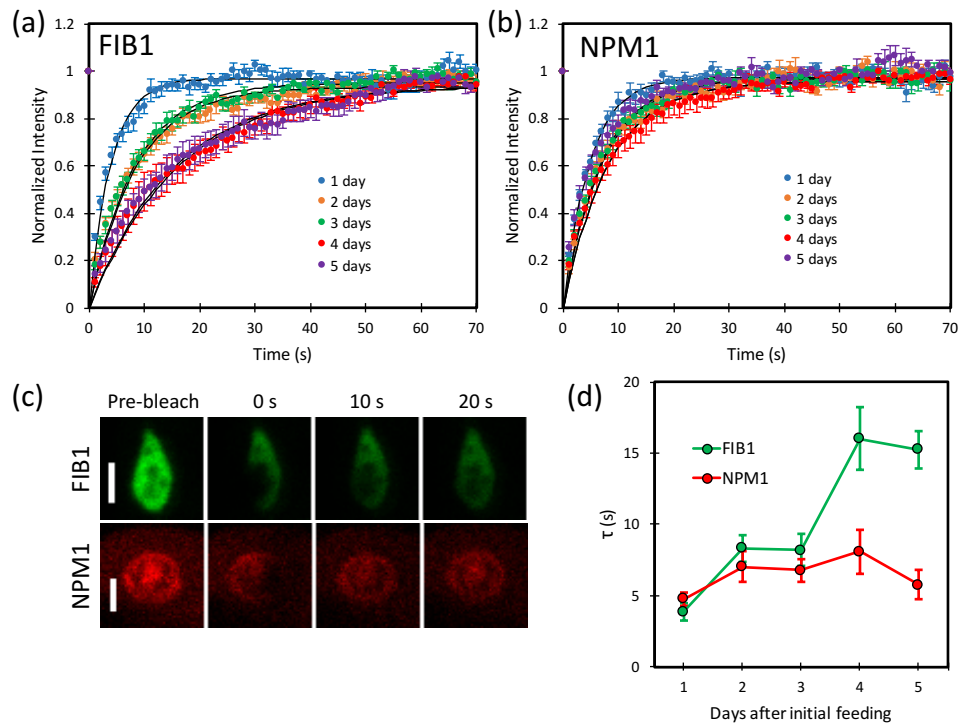 (a)
FIB1
1.2
1
0.8
0.6
0.4
0.2
0
Normalized Intensity
1 day
2 days
3 days
4 days
5 days
0 10 20 30 40 50 60 70
Time (s)
(b)
NPM1
1.2
1
0.8
0.6
0.4
0.2
0
Normalized Intensity
1 day
2 days
3 days
4 days
5 days
0 10 20 30 40 50 60 70
Time (s)
(c)
Pre-bleach 0 s 10 s 20 s
FIB1
NPM1
(d)
20
15
10
5
0
τ (s)
FIB1
NPM1
1 2 3 4 5
Days after initial feeding